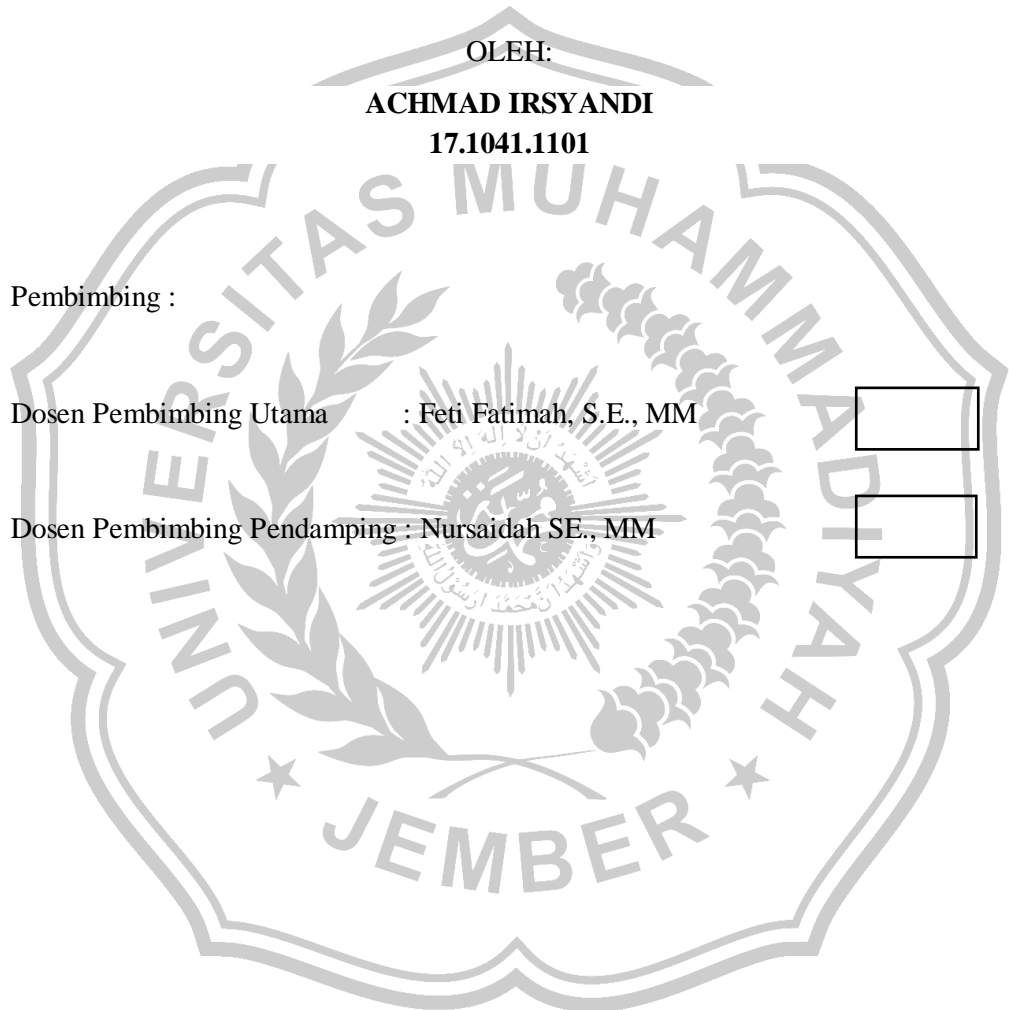 OLEH:
ACHMAD IRSYANDI
17.1041.1101
UNIVERSITAS MUHAMMADIYAH
Pembimbing :
Dosen Pembimbing Utama : Feti Fatimah, S.E., MM
Dosen Pembimbing Pendamping : Nursaidah SE., MM
JEMBER